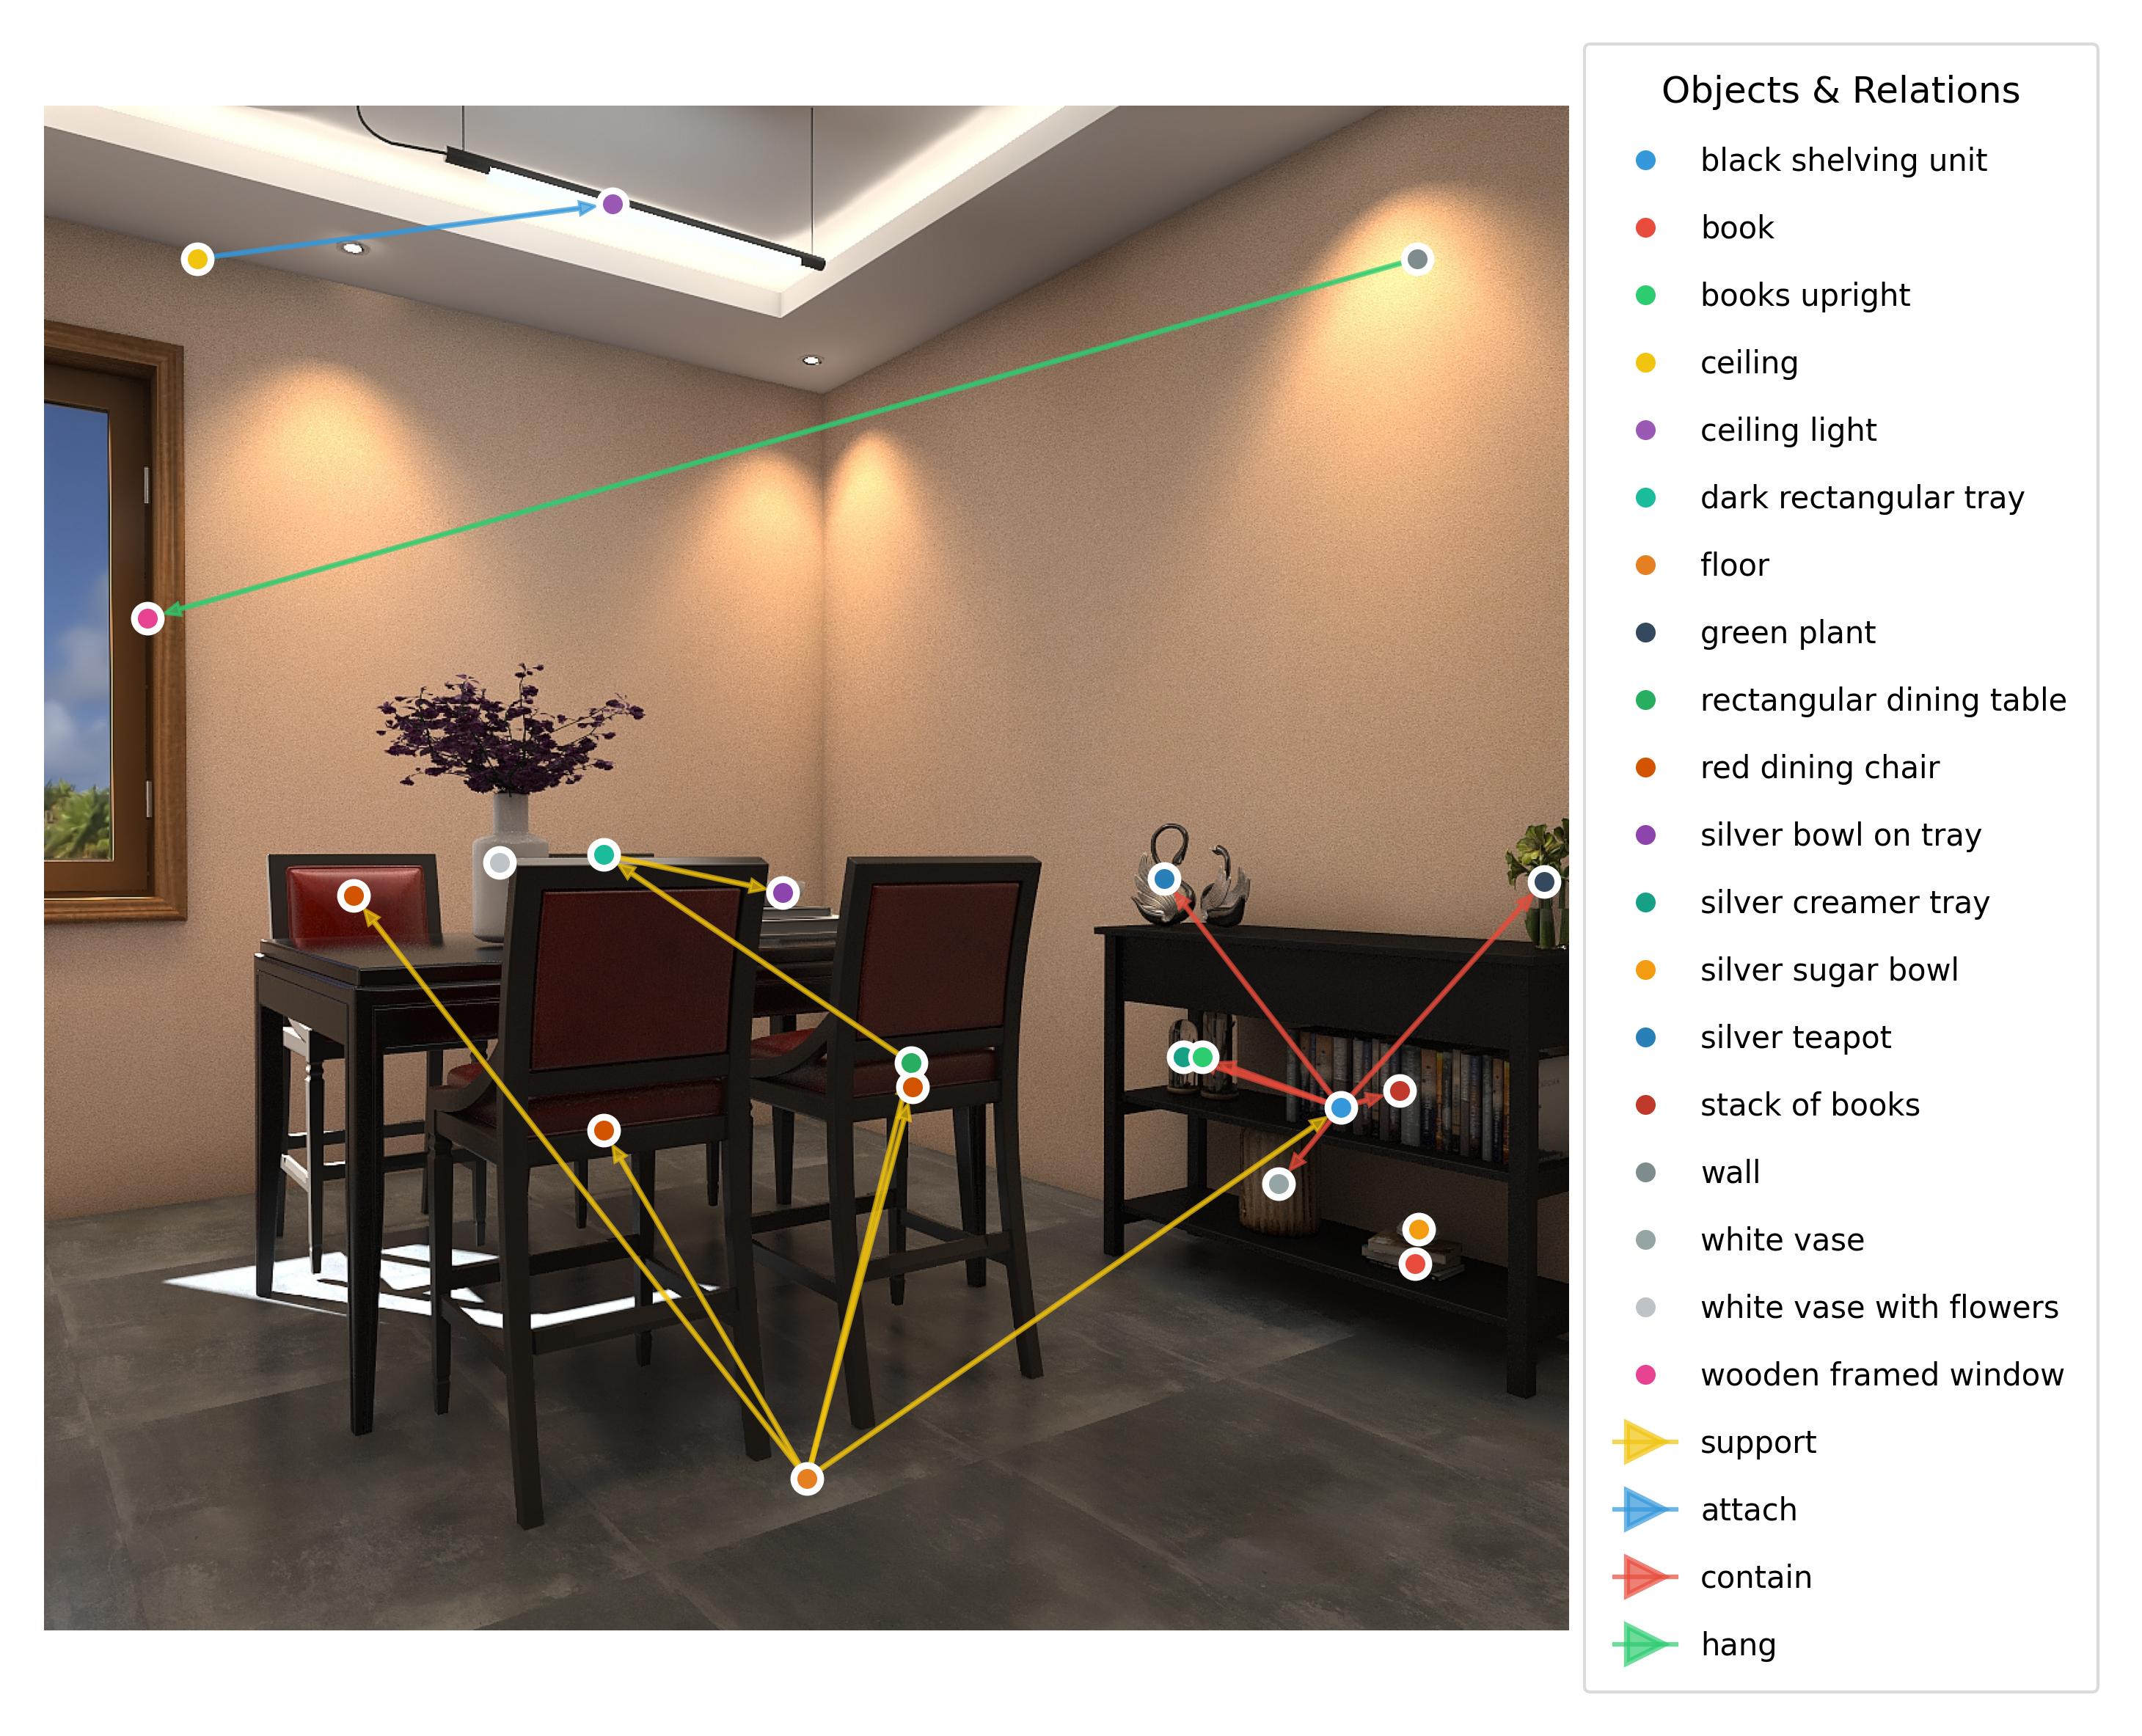 Objects & Relations
black shelving unit
book
books upright
ceiling
ceiling light
dark rectangular tray
floor
green plant
rectangular dining table
red dining chair
silver bowl on tray
silver creamer tray
silver sugar bowl
silver teapot
stack of books
wall
white vase
white vase with flowers
wooden framed window
support
attach
contain
hang